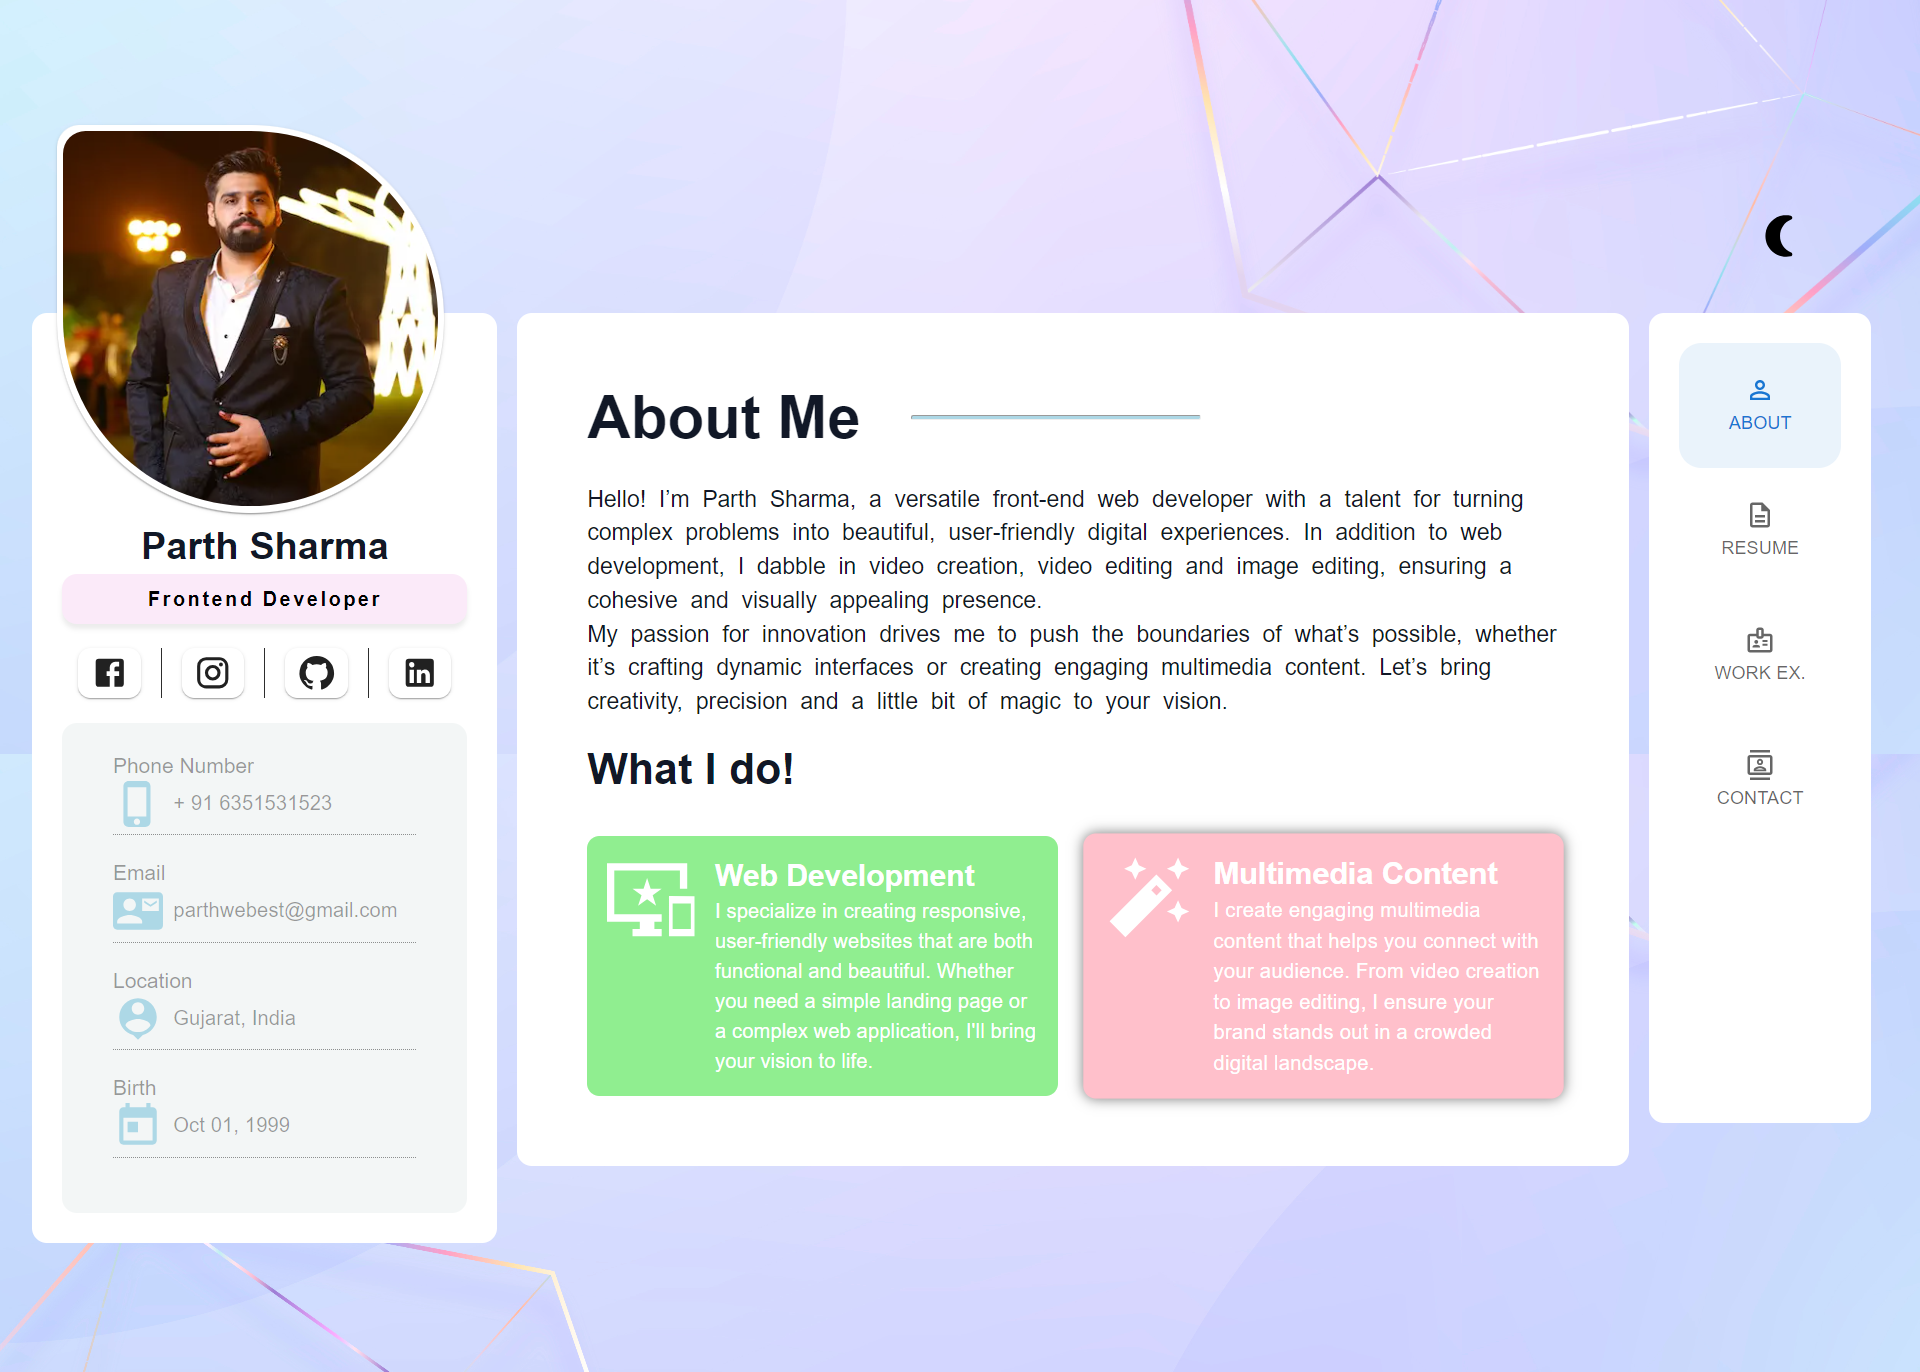 Parth Sharma
Frontend Developer
Phone Number
+ 91 6351531523
Email
parthwebest@gmail.com
Location
Gujarat, India
Birth
Oct 01, 1999
About Me
Hello! I’m Parth Sharma, a versatile front-end web developer with a talent for turning
complex problems into beautiful, user-friendly digital experiences. In addition to web
development, I dabble in video creation, video editing and image editing, ensuring a
cohesive and visually appealing presence.
My passion for innovation drives me to push the boundaries of what’s possible, whether
it’s crafting dynamic interfaces or creating engaging multimedia content. Let’s bring
creativity, precision and a little bit of magic to your vision.
What I do!
Web Development
I specialize in creating responsive,
user-friendly websites that are both
functional and beautiful. Whether
you need a simple landing page or
a complex web application, I'll bring
your vision to life.
Multimedia Content
I create engaging multimedia
content that helps you connect with
your audience. From video creation
to image editing, I ensure your
brand stands out in a crowded
digital landscape.
ABOUT
RESUME
WORK EX.
CONTACT